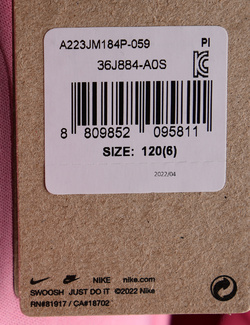 A223JM184P-059 PI
36J884-A0S
8 809852 095811
SIZE: 120(6)
2022/04
NIKE nike.com
SWOOSH JUST DO IT ©2022 Nike
RN#81917 / CA#18702